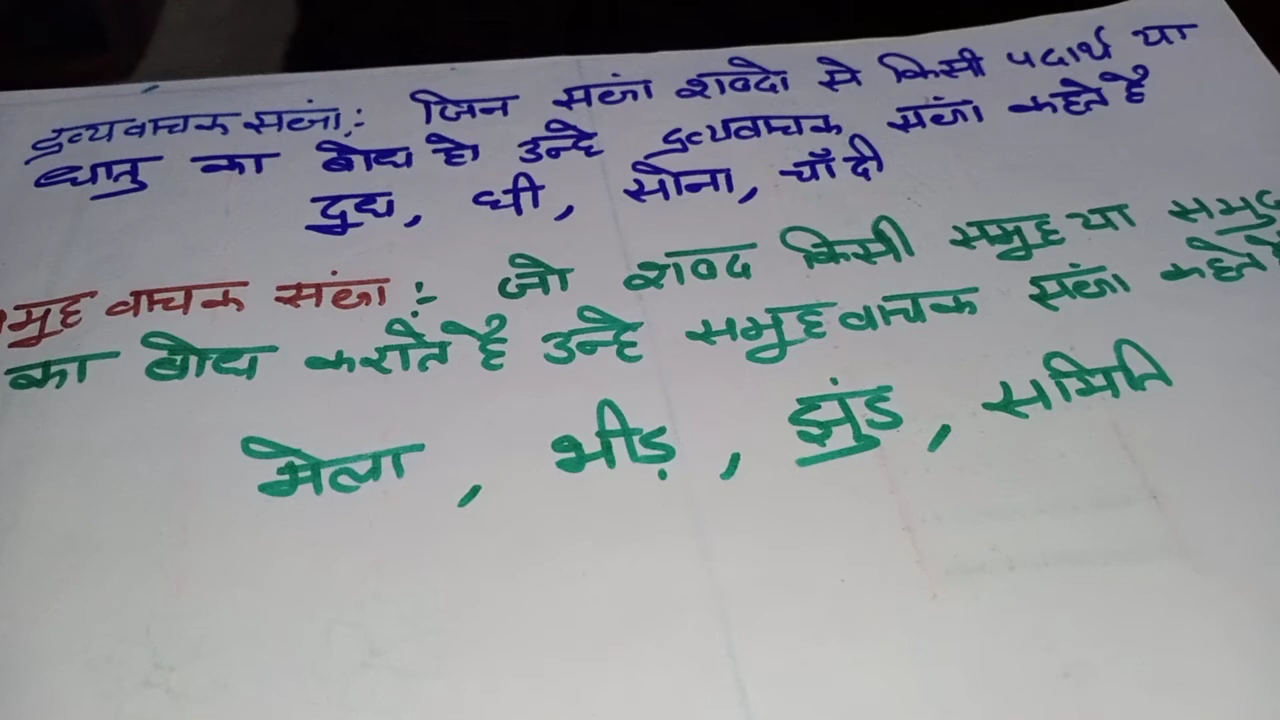 द्रव्यवाचक संज्ञा:- जिन संज्ञा शब्दो से किसी पदार्थ या
धातु का बोध हो उन्हे द्रव्यवाचक संज्ञा कहते है
दूध, घी, सोना, चाँदी
समूह वाचक संज्ञा:- जो शब्द किसी समूह या
का बोध कराते है उन्हे समूहवाचक संज्ञा कहते
मेला, भीड़, झुंड, समिति